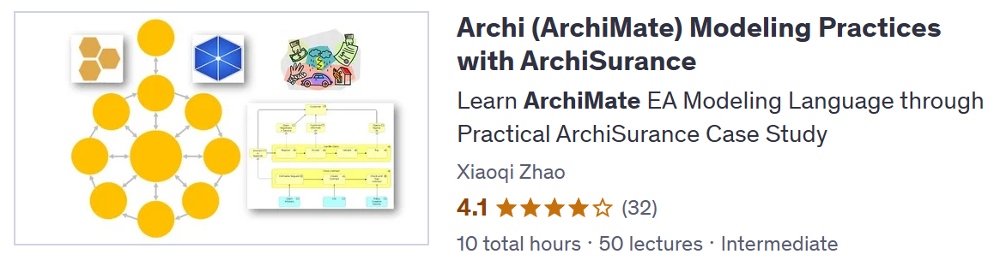 Archi (ArchiMate) Modeling Practices
with ArchiSurance
Learn ArchiMate EA Modeling Language through
Practical ArchiSurance Case Study
Xiaoqi Zhao
4.1 (32)
10 total hours · 50 lectures · Intermediate